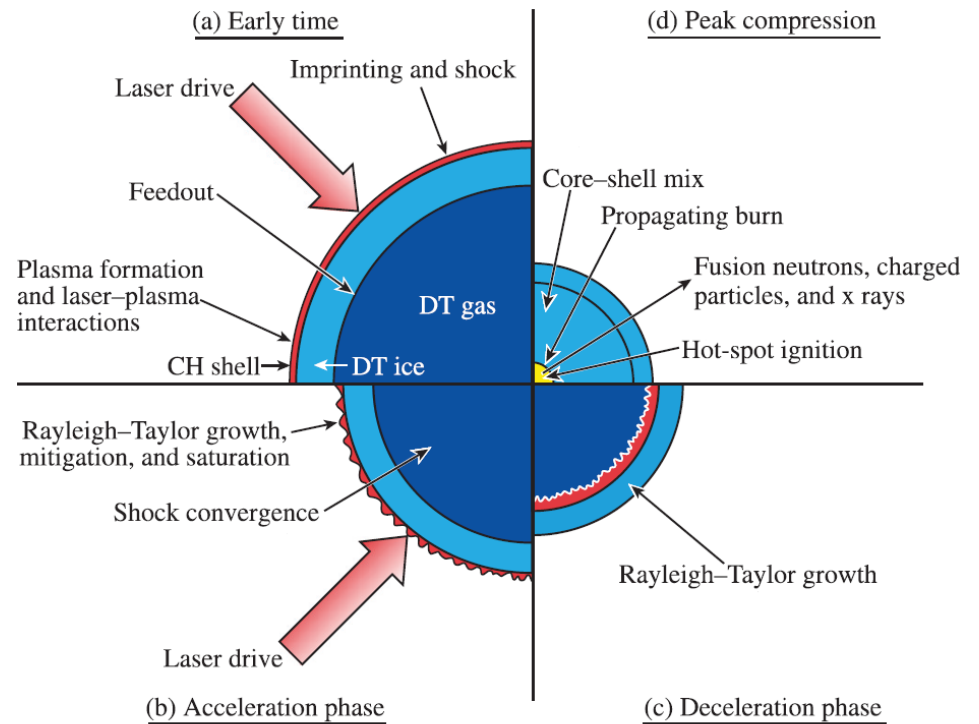 (a) Early time
(d) Peak compression
Imprinting and shock
Laser drive
Feedout
Core–shell mix
Propagating burn
Plasma formation
and laser–plasma
interactions
Fusion neutrons, charged
particles, and x rays
DT gas
Hot-spot ignition
CH shell
DT ice
Rayleigh–Taylor growth,
mitigation, and saturation
Shock convergence
Rayleigh–Taylor growth
Laser drive
(b) Acceleration phase
(c) Deceleration phase